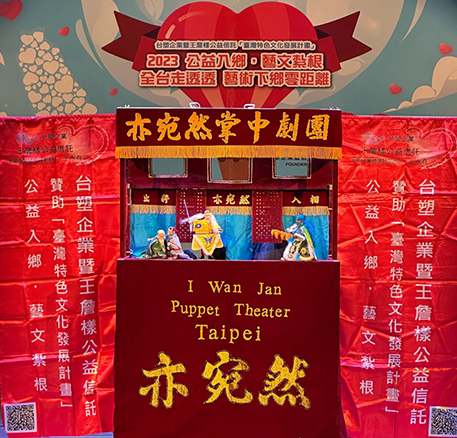 台塑企業暨王詹樣公益信託「臺灣特色文化發展計畫」
2023 公益入鄉・藝文紮根
全台走透透 藝術下鄉零距離
亦宛然掌中劇團
FOUNDER
出將
亦宛然
入相
I Wan Jan
Puppet Theater
Taipei
亦宛然
台塑企業暨王詹樣公益信託
贊助「臺灣特色文化發展計畫」
公益入鄉・藝文紮根
台塑企業暨王詹樣公益信託
贊助「臺灣特色文化發展計畫」
公益入鄉・藝文紮根